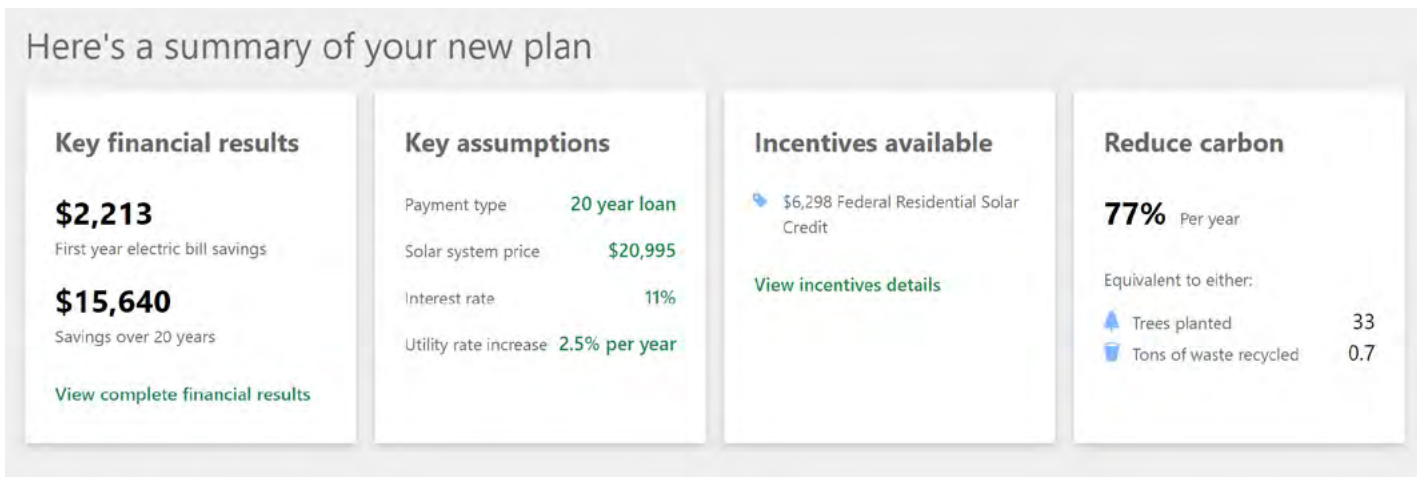 Here's a summary of your new plan
Key financial results
$2,213
First year electric bill savings
$15,640
Savings over 20 years
View complete financial results
Key assumptions
Payment type 20 year loan
Solar system price $20,995
Interest rate 11%
Utility rate increase 2.5% per year
Incentives available
$6,298 Federal Residential Solar
Credit
View incentives details
Reduce carbon
77% Per year
Equivalent to either:
Trees planted 33
Tons of waste recycled 0.7